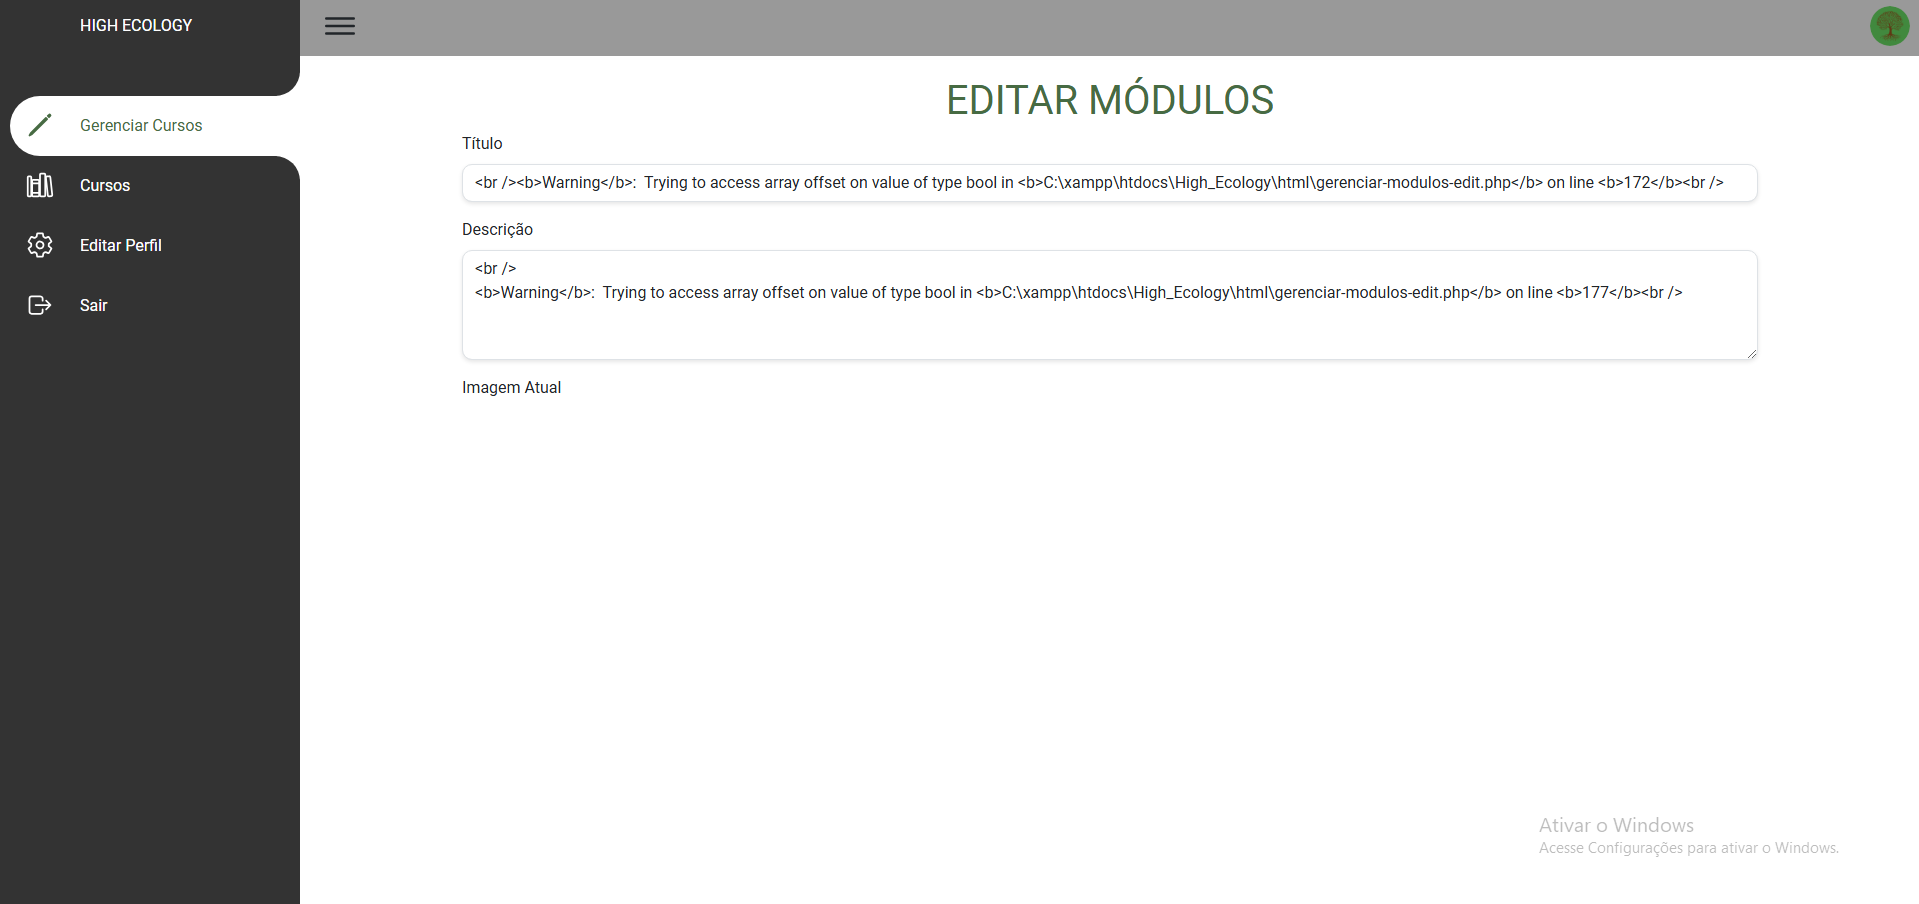 HIGH ECOLOGY
Gerenciar Cursos
Cursos
Editar Perfil
Sair
EDITAR MÓDULOS
Título
<br /><b>Warning</b>:  Trying to access array offset on value of type bool in <b>C:\xampp\htdocs\High_Ecology\html\gerenciar-modulos-edit.php</b> on line <b>172</b><br />
Descrição
<br />
<b>Warning</b>:  Trying to access array offset on value of type bool in <b>C:\xampp\htdocs\High_Ecology\html\gerenciar-modulos-edit.php</b> on line <b>177</b><br />
Imagem Atual
Ativar o Windows
Acesse Configurações para ativar o Windows.